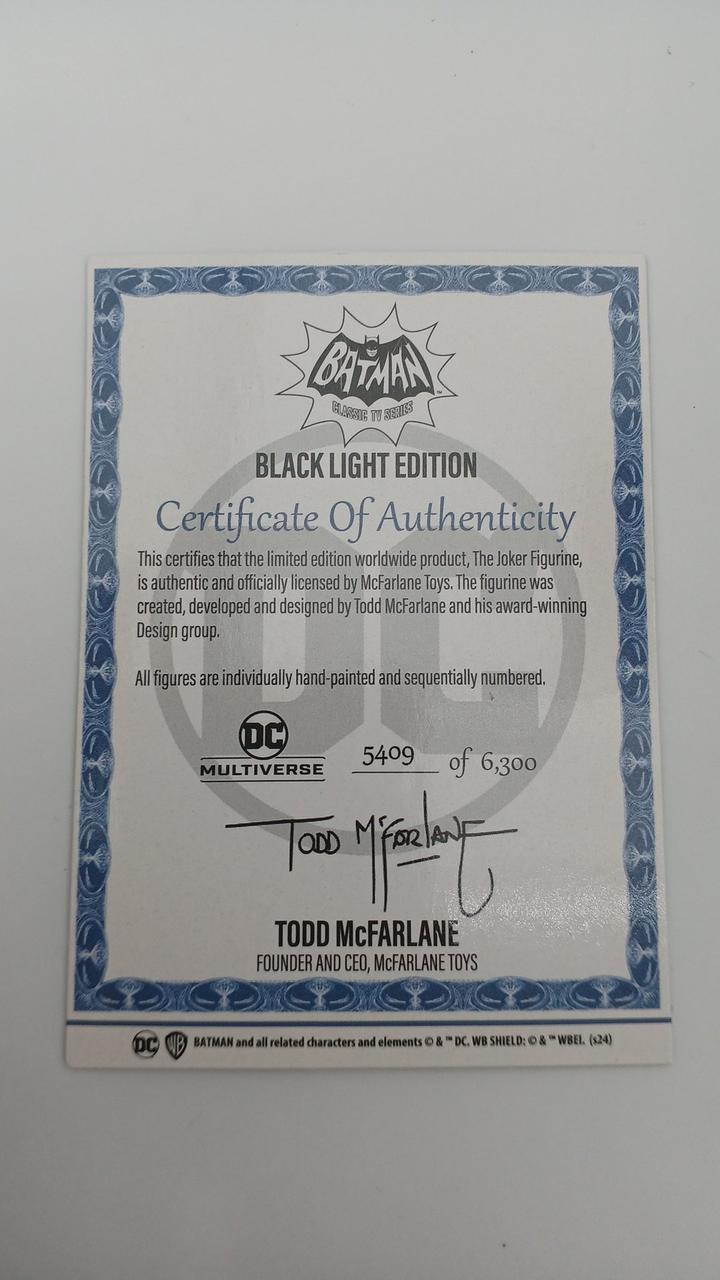 BATMAN™
CLASSIC TV SERIES
BLACK LIGHT EDITION
Certificate Of Authenticity
This certifies that the limited edition worldwide product, The Joker Figurine,
is authentic and officially licensed by McFarlane Toys. The figurine was
created, developed and designed by Todd McFarlane and his award-winning
Design group.
All figures are individually hand-painted and sequentially numbered.
DC
MULTIVERSE
5409 of 6,300
TODD McFARLANE
TODD McFARLANE
FOUNDER AND CEO, McFARLANE TOYS
DC WB BATMAN and all related characters and elements © & ™ DC. WB SHIELD: © & ™ WBEI. (s24)